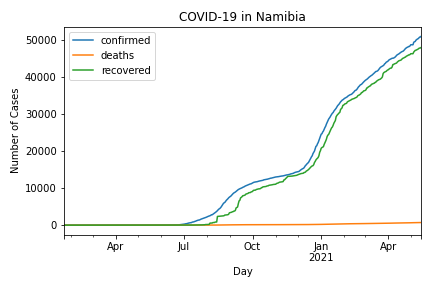 COVID-19 in Namibia
confirmed
deaths
recovered
Number of Cases
50000
40000
30000
20000
10000
0
Apr
Jul
Oct
Jan
2021
Apr
Day